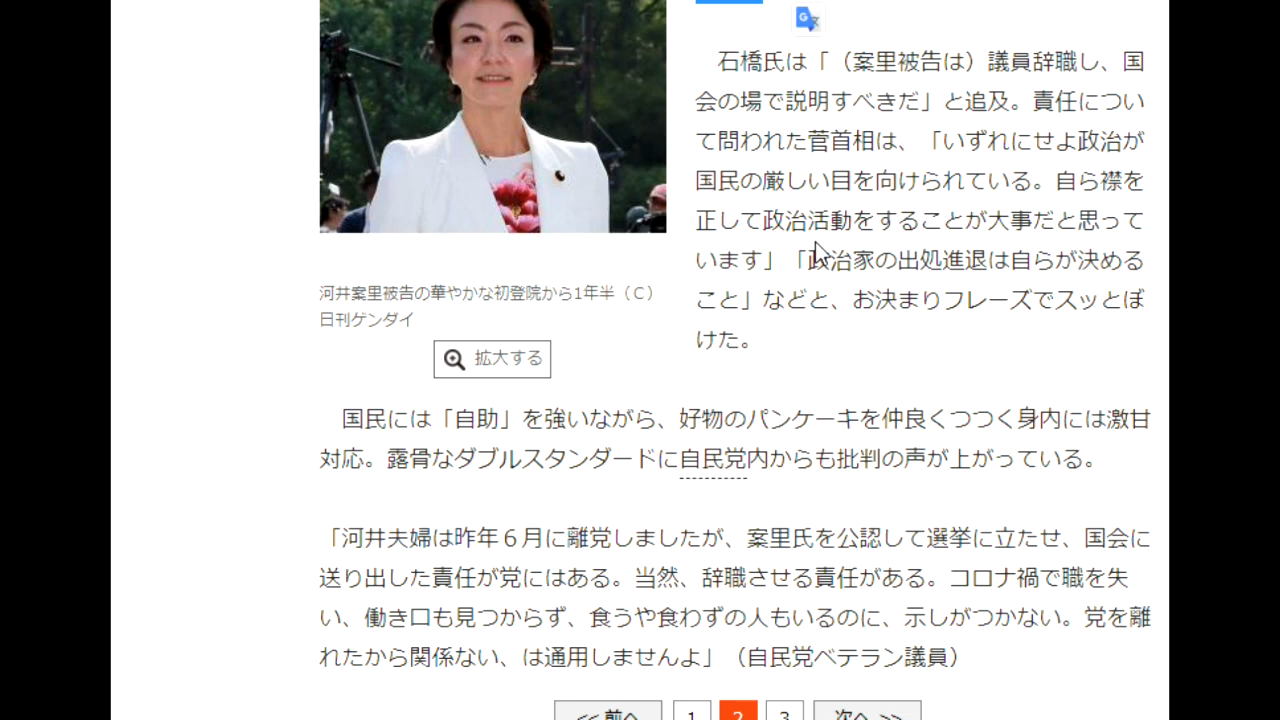 石橋氏は「（案里被告は）議員辞職し、国
会の場で説明すべきだ」と追及。責任につい
て問われた菅首相は、「いずれにせよ政治が
国民の厳しい目を向けられている。自ら襟を
正して政治活動をすることが大事だと思って
います」「政治家の出処進退は自らが決める
こと」などと、お決まりフレーズでスッとぼ
けた。
河井案里被告の華やかな初登院から1年半（Ｃ）
日刊ゲンダイ
拡大する
国民には「自助」を強いながら、好物のパンケーキを仲良くつつく身内には激甘
対応。露骨なダブルスタンダードに自民党内からも批判の声が上がっている。
「河井夫婦は昨年６月に離党しましたが、案里氏を公認して選挙に立たせ、国会に
送り出した責任が党にはある。当然、辞職させる責任がある。コロナ禍で職を失
い、働き口も見つからず、食うや食わずの人もいるのに、示しがつかない。党を離
れたから関係ない、は通用しませんよ」（自民党ベテラン議員）
<< 前へ 1 2 3 次へ >>